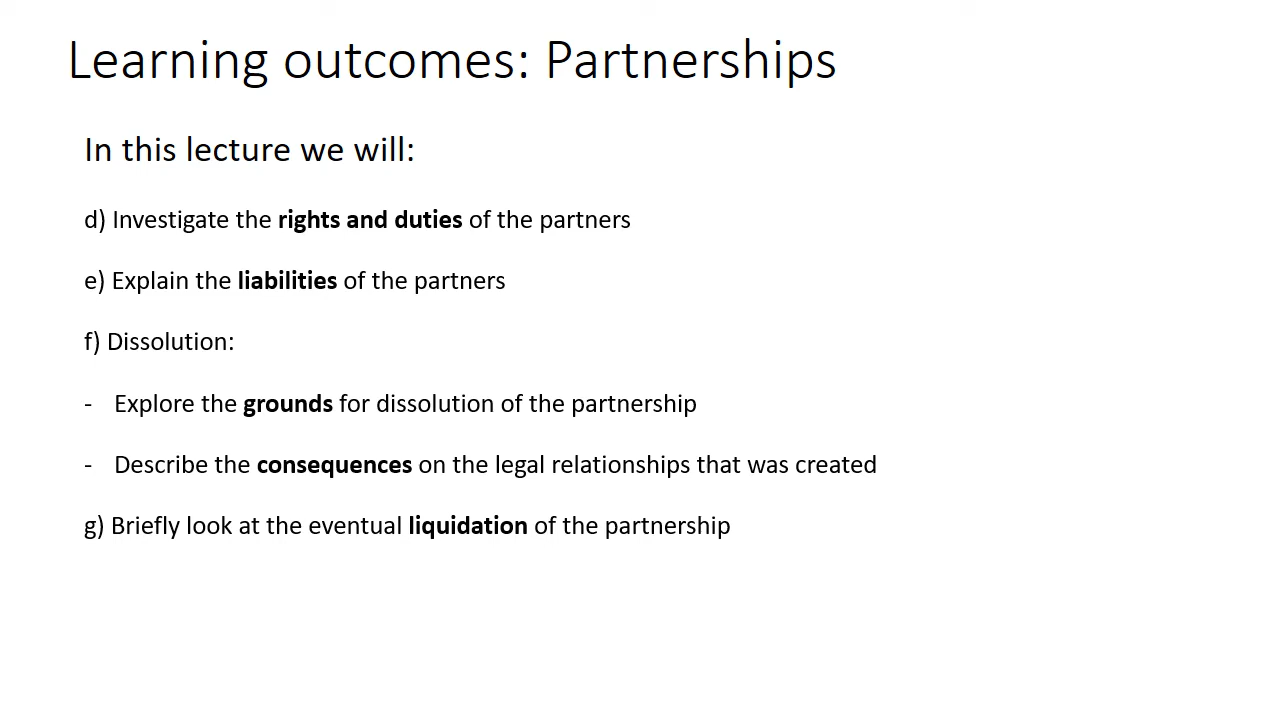 Learning outcomes: Partnerships
In this lecture we will:
d) Investigate the rights and duties of the partners
e) Explain the liabilities of the partners
f) Dissolution:
- Explore the grounds for dissolution of the partnership
- Describe the consequences on the legal relationships that was created
g) Briefly look at the eventual liquidation of the partnership